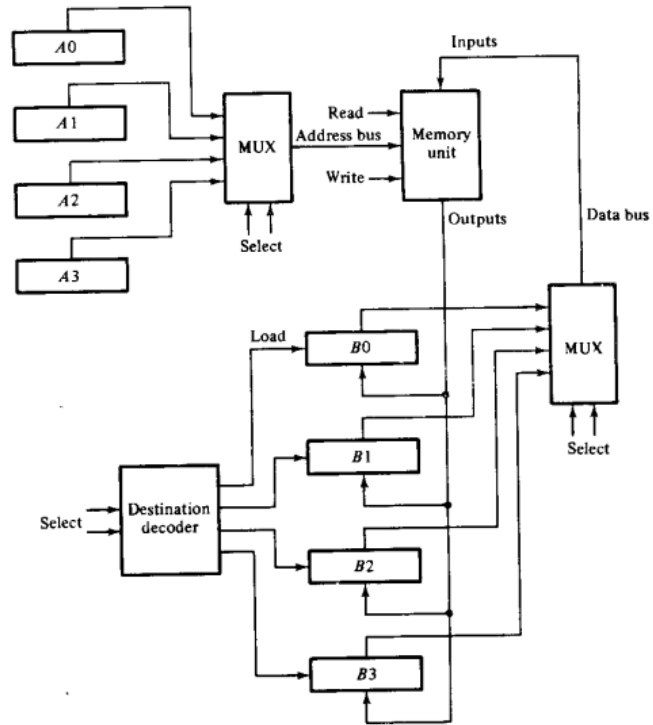 A0
A1
A2
A3
MUX
Select
Address bus
Read
Write
Memory
unit
Inputs
Outputs
Data bus
MUX
Select
Load
B0
B1
B2
B3
Select
Destination
decoder